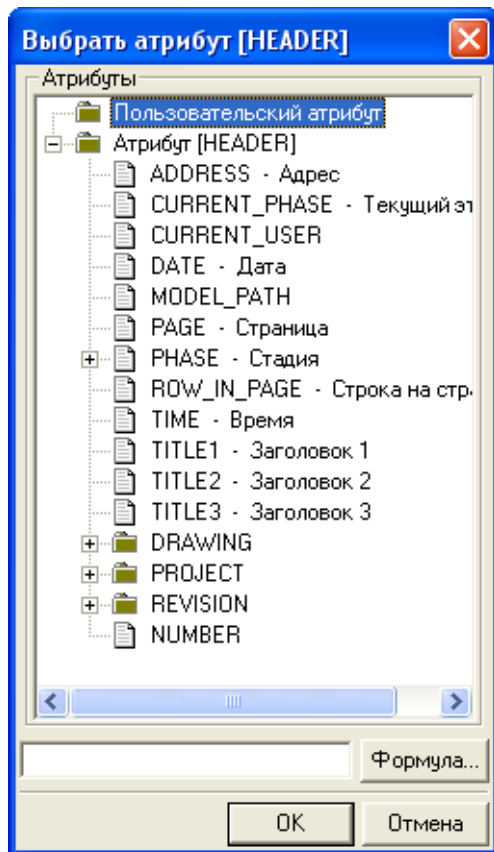 Выбрать атрибут [HEADER]
Атрибуты
Пользовательский атрибут
Атрибут [HEADER]
ADDRESS - Адрес
CURRENT_PHASE - Текущий эт
CURRENT_USER
DATE - Дата
MODEL_PATH
PAGE - Страница
PHASE - Стадия
ROW_IN_PAGE - Строка на стр
TIME - Время
TITLE1 - Заголовок 1
TITLE2 - Заголовок 2
TITLE3 - Заголовок 3
DRAWING
PROJECT
REVISION
NUMBER
Формула...
OK
Отмена